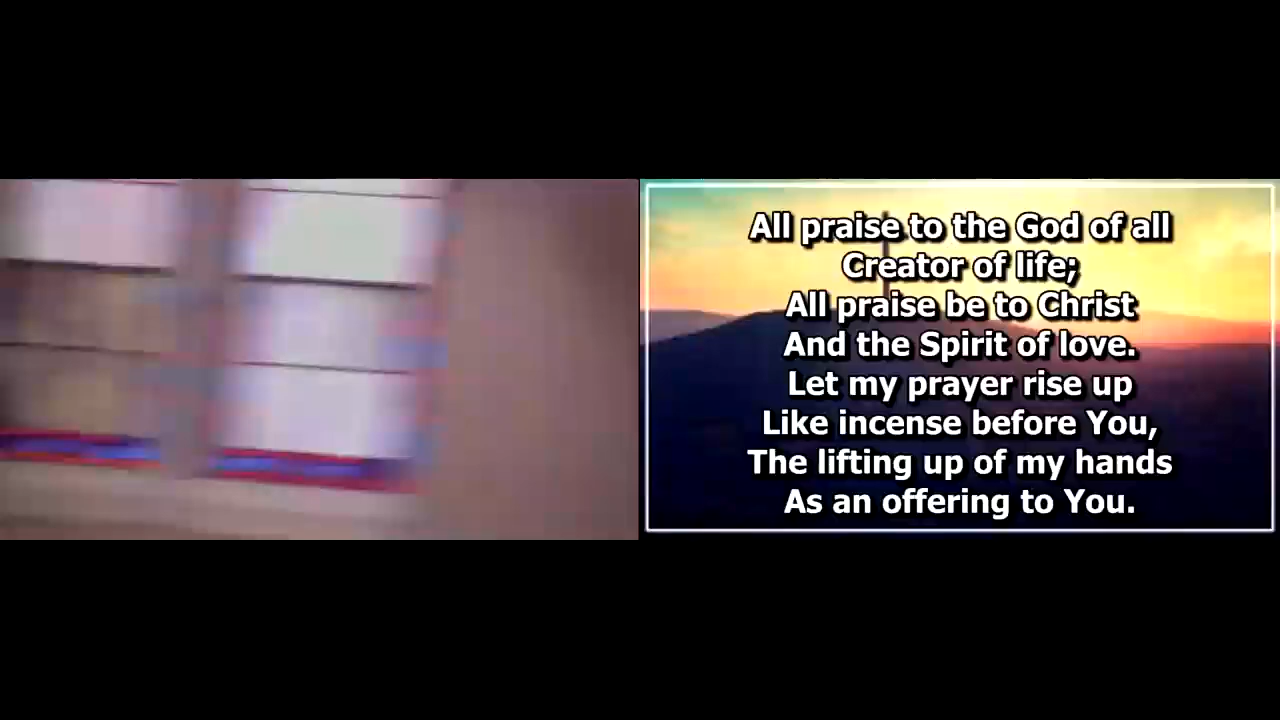 All praise to the God of all
Creator of life;
All praise be to Christ
And the Spirit of love.
Let my prayer rise up
Like incense before You,
The lifting up of my hands
As an offering to You.